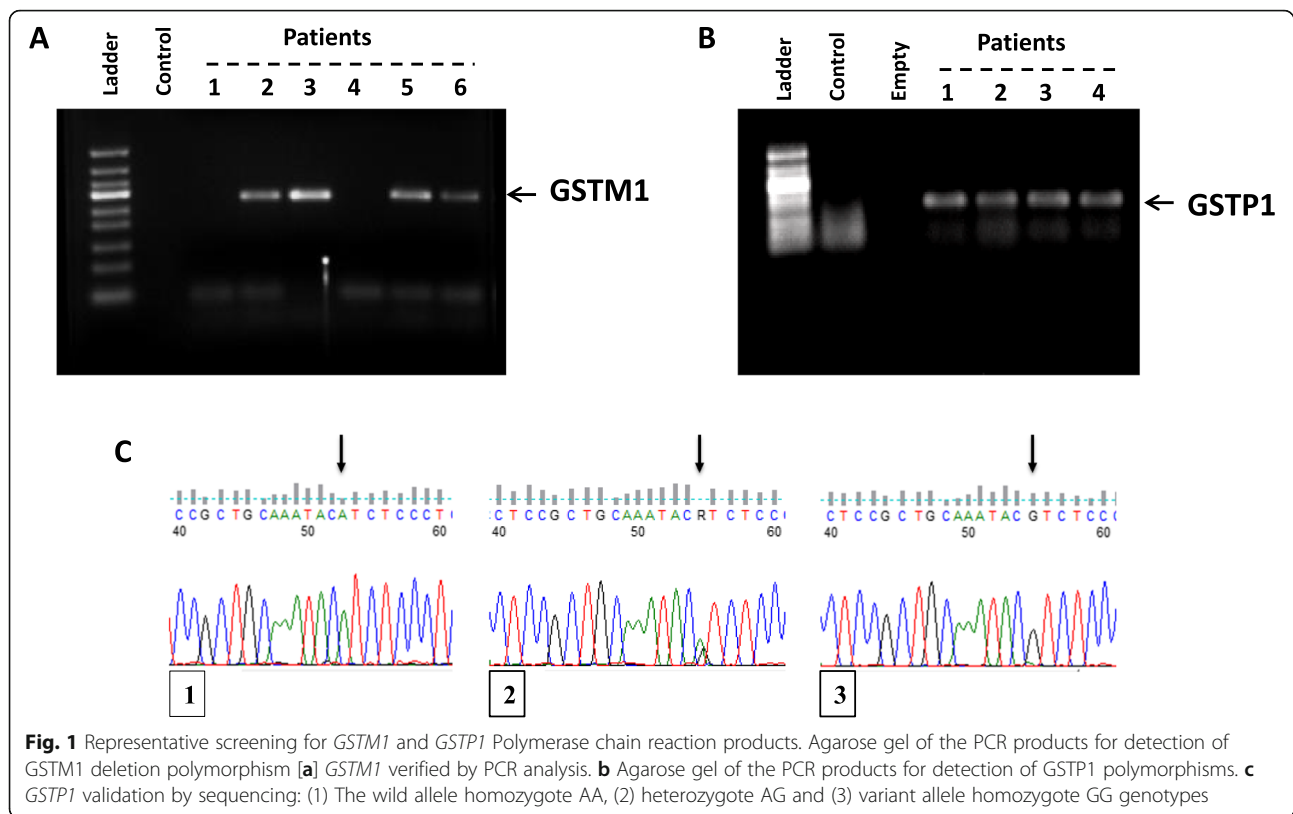 A
Ladder
Control
Patients
1 2 3 4 5 6
GSTM1
B
Ladder
Control
Empty
Patients
1 2 3 4
GSTP1
C
CCGCTGCAAATACATCTCCCT
40 50 60
CTCCGCTGCAAATACRTCTCC
40 50 60
CTCCGCTGCAAATACGTCTCC
40 50 60
1
2
3
Fig. 1 Representative screening for GSTM1 and GSTP1 Polymerase chain reaction products. Agarose gel of the PCR products for detection of
GSTM1 deletion polymorphism [a] GSTM1 verified by PCR analysis. b Agarose gel of the PCR products for detection of GSTP1 polymorphisms. c
GSTP1 validation by sequencing: (1) The wild allele homozygote AA, (2) heterozygote AG and (3) variant allele homozygote GG genotypes